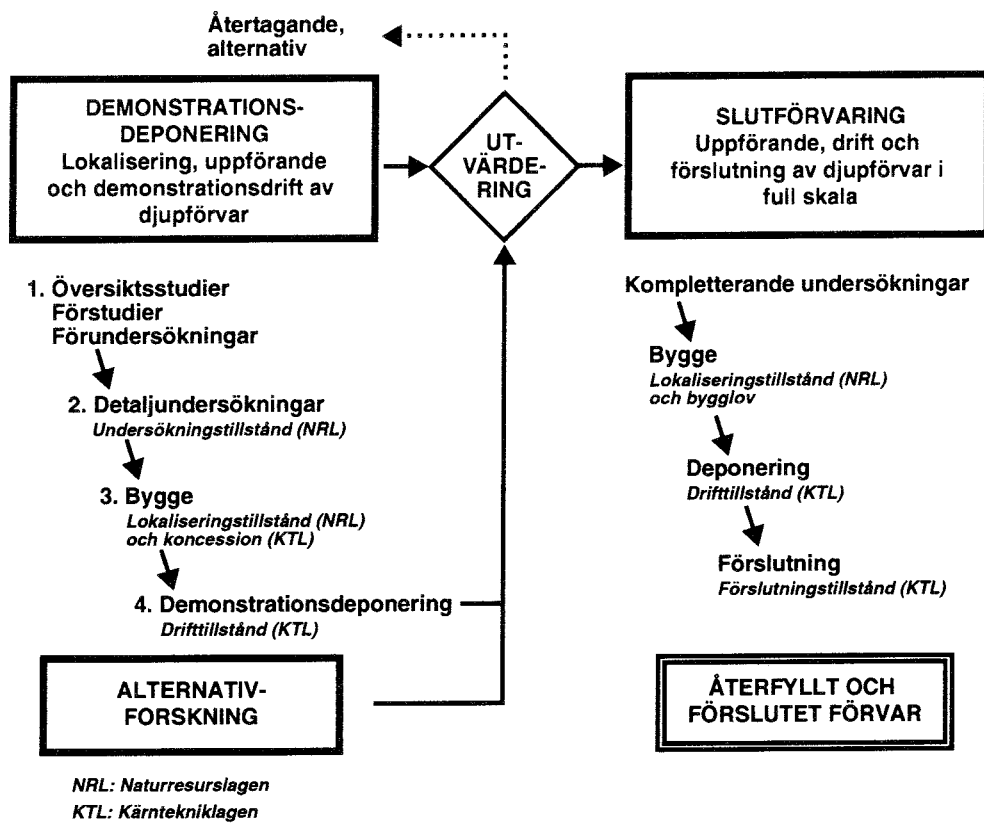 Återtagande,
alternativ
DEMONSTRATIONS-
DEPONERING
Lokalisering, uppförande
och demonstrationsdrift av
djupförvar
UT-
VÄRDE-
RING
SLUTFÖRVARING
Uppförande, drift och
förslutning av djupförvar i
full skala
1. Översiktsstudier
Förstudier
Förundersökningar
2. Detaljundersökningar
Undersökningstillstånd (NRL)
3. Bygge
Lokaliseringstillstånd (NRL)
och koncession (KTL)
4. Demonstrationsdeponering
Drifttillstånd (KTL)
Kompletterande undersökningar
Bygge
Lokaliseringstillstånd (NRL)
och bygglov
Deponering
Drifttillstånd (KTL)
Förslutning
Förslutningstillstånd (KTL)
ALTERNATIV-
FORSKNING
ÅTERFYLLT OCH
FÖRSLUTET FÖRVAR
NRL: Naturresurslagen
KTL: Kärntekniklagen